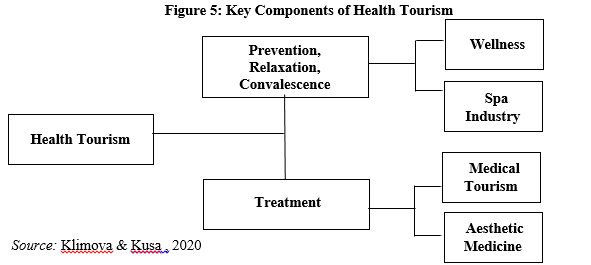 Figure 5: Key Components of Health Tourism
Prevention,
Relaxation,
Convalescence
Wellness
Spa
Industry
Health Tourism
Treatment
Medical
Tourism
Aesthetic
Medicine
Source: Klimova & Kusa , 2020